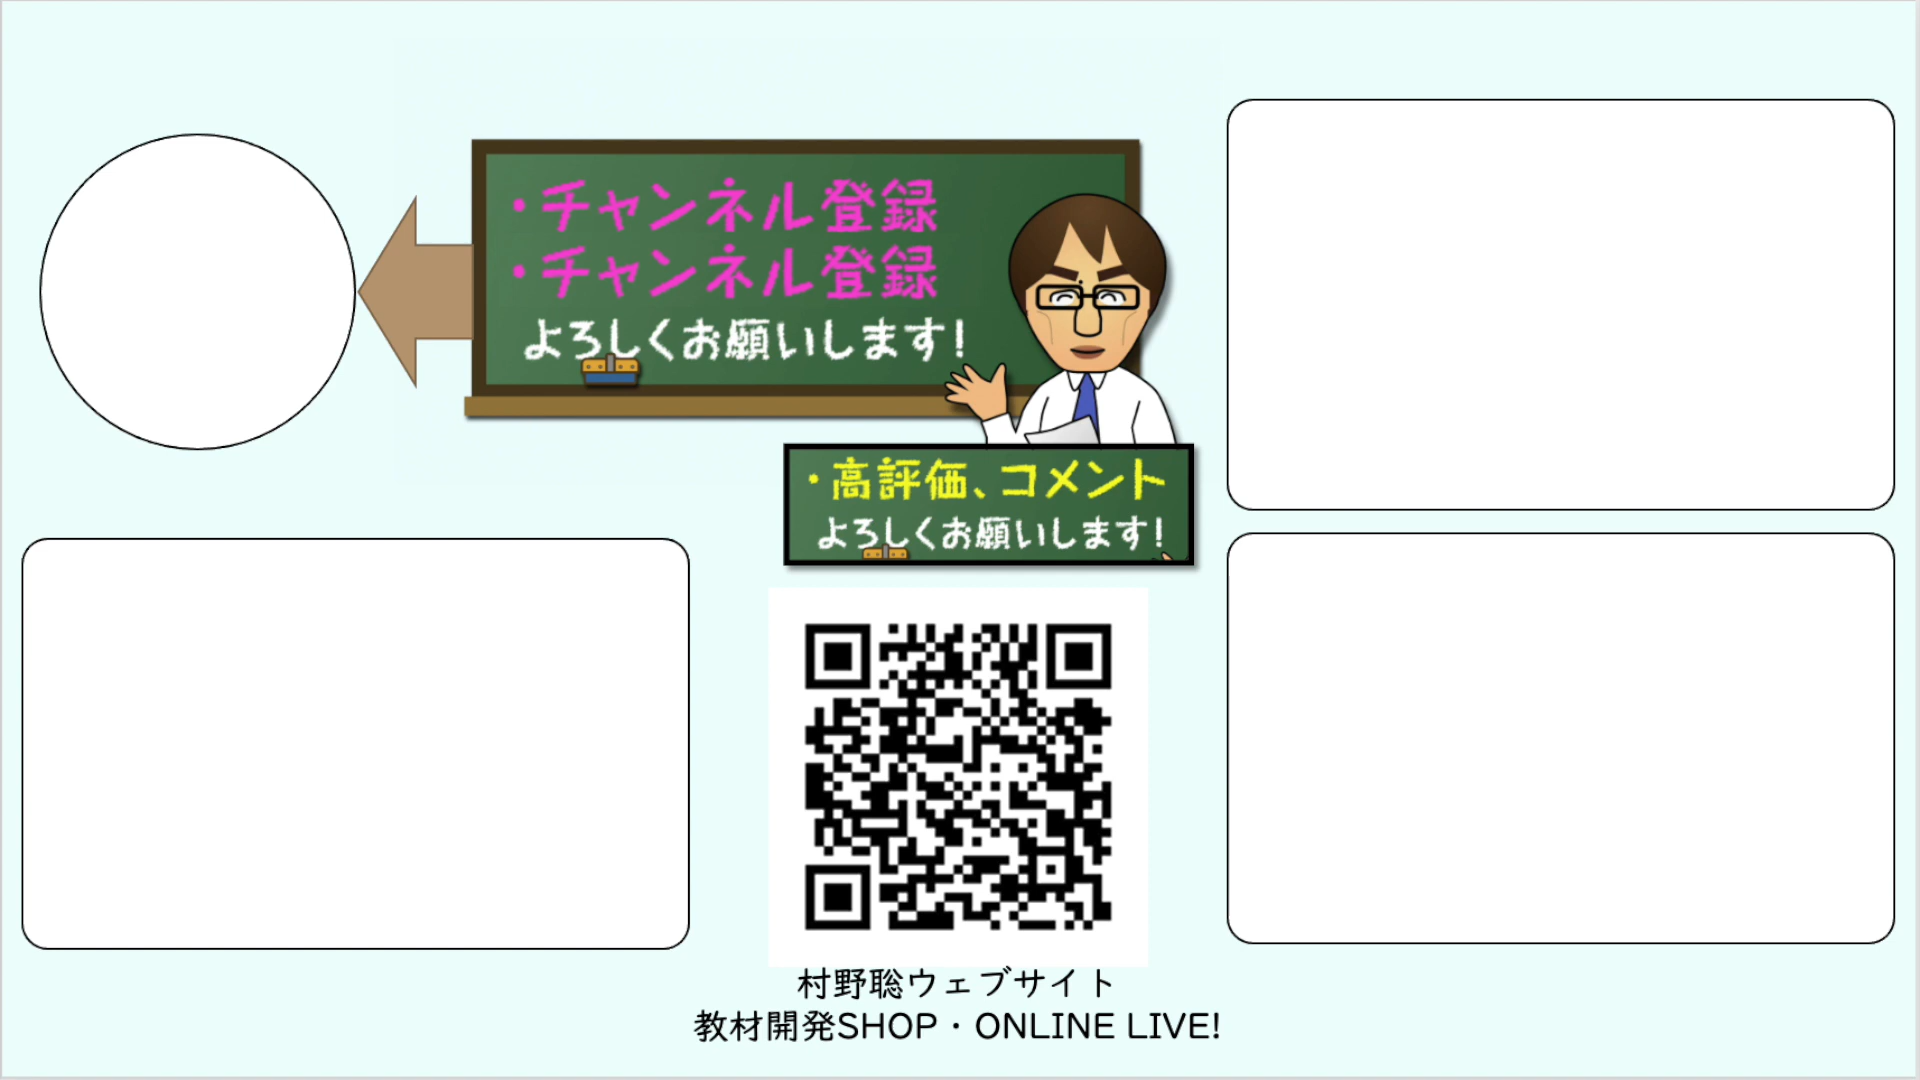 ・チャンネル登録
・チャンネル登録
よろしくお願いします!
・高評価、コメント
よろしくお願いします!
村野聡ウェブサイト
教材開発SHOP・ONLINE LIVE!